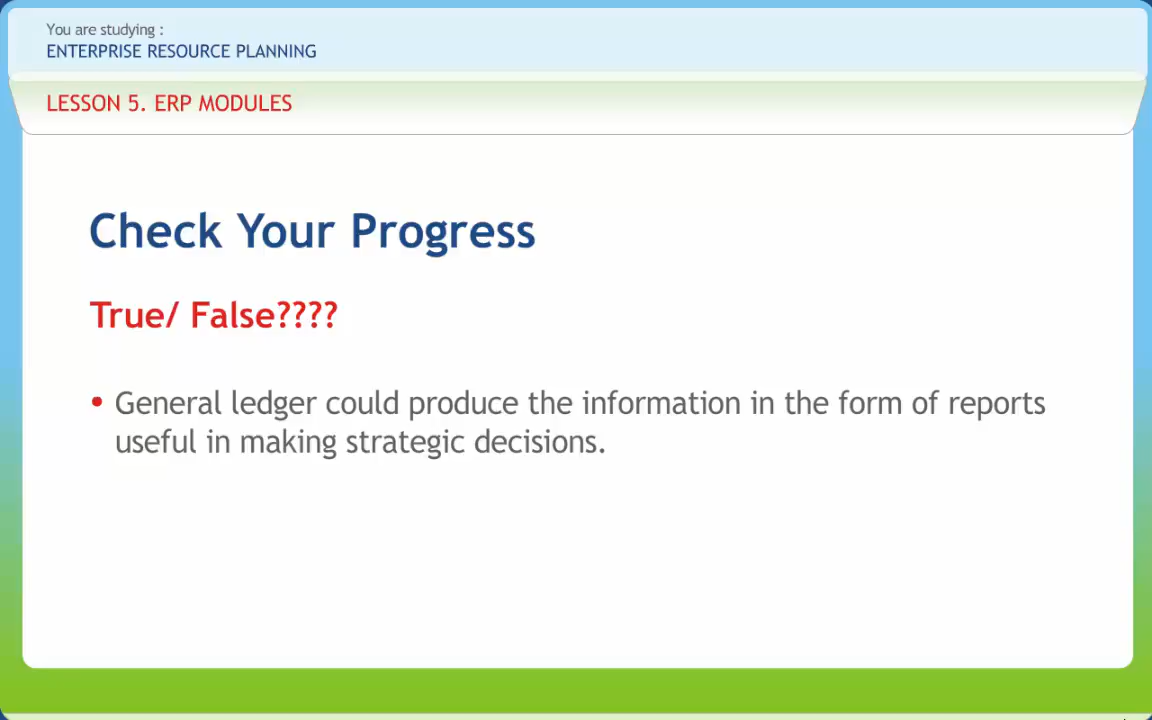 You are studying :
ENTERPRISE RESOURCE PLANNING
LESSON 5. ERP MODULES
Check Your Progress
True/ False????
• General ledger could produce the information in the form of reports
useful in making strategic decisions.